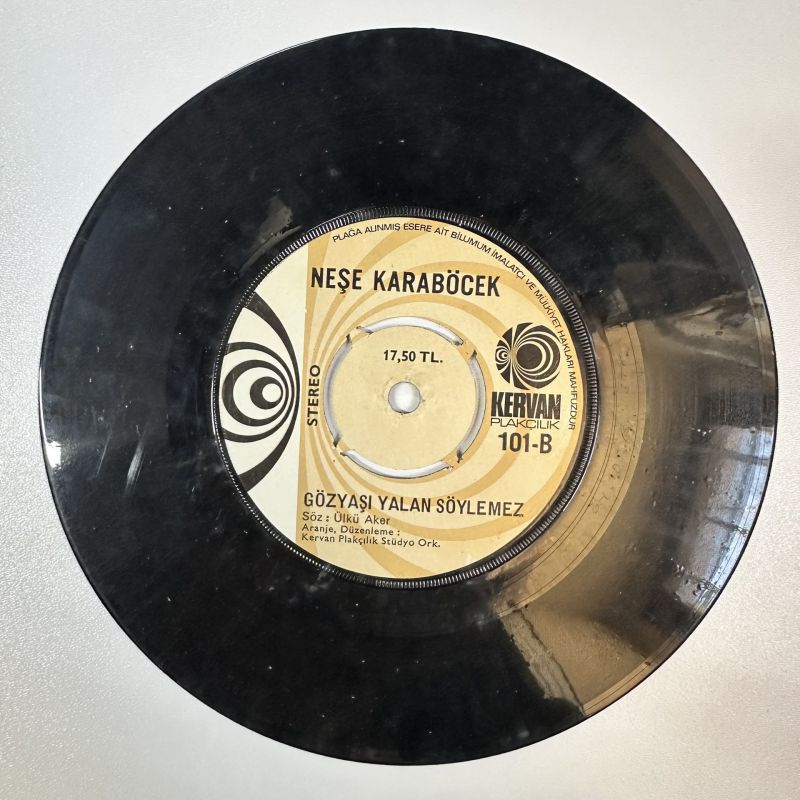 PLAĞA ALINMIŞ ESERE AİT BİLUMUM İMALATÇI VE MÜLKİYET HAKLARI MAHFUZDUR
NEŞE KARABÖCEK
17,50 TL.
STEREO
KERVAN
PLAKÇILIK
101-B
GÖZYAŞI YALAN SÖYLEMEZ
Söz : Ülkü Aker
Aranje, Düzenleme :
Kervan Plakçılık Stüdyo Ork.